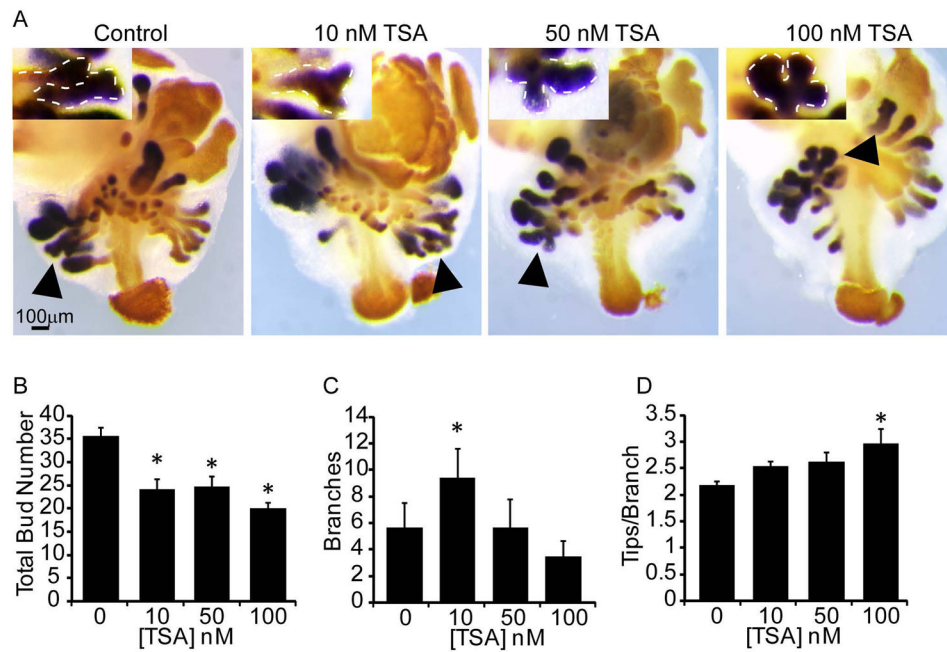 A
Control
10 nM TSA
50 nM TSA
100 nM TSA
100μm
B
Total Bud Number
40
35
30
25
20
15
10
5
0
*
*
*
0 10 50 100
[TSA] nM
C
Branches
14
12
10
8
6
4
2
0
*
0 10 50 100
[TSA] nM
D
Tips/Branch
3.5
3
2.5
2
1.5
1
0.5
0
*
0 10 50 100
[TSA] nM